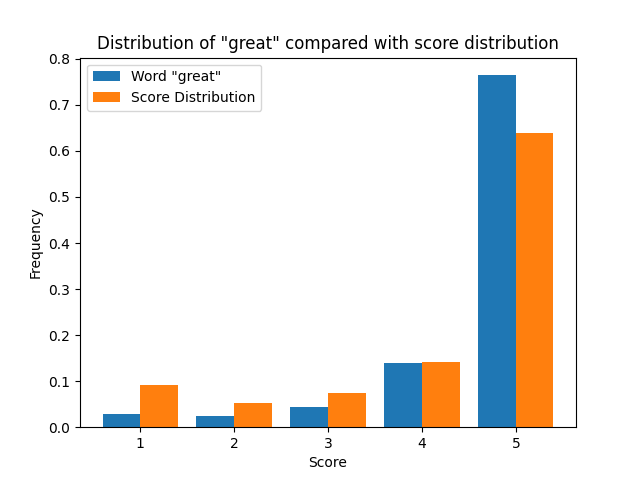 Distribution of "great" compared with score distribution
Word "great"
Score Distribution
0.8
0.7
0.6
0.5
0.4
0.3
0.2
0.1
0.0
Frequency
1 2 3 4 5
Score